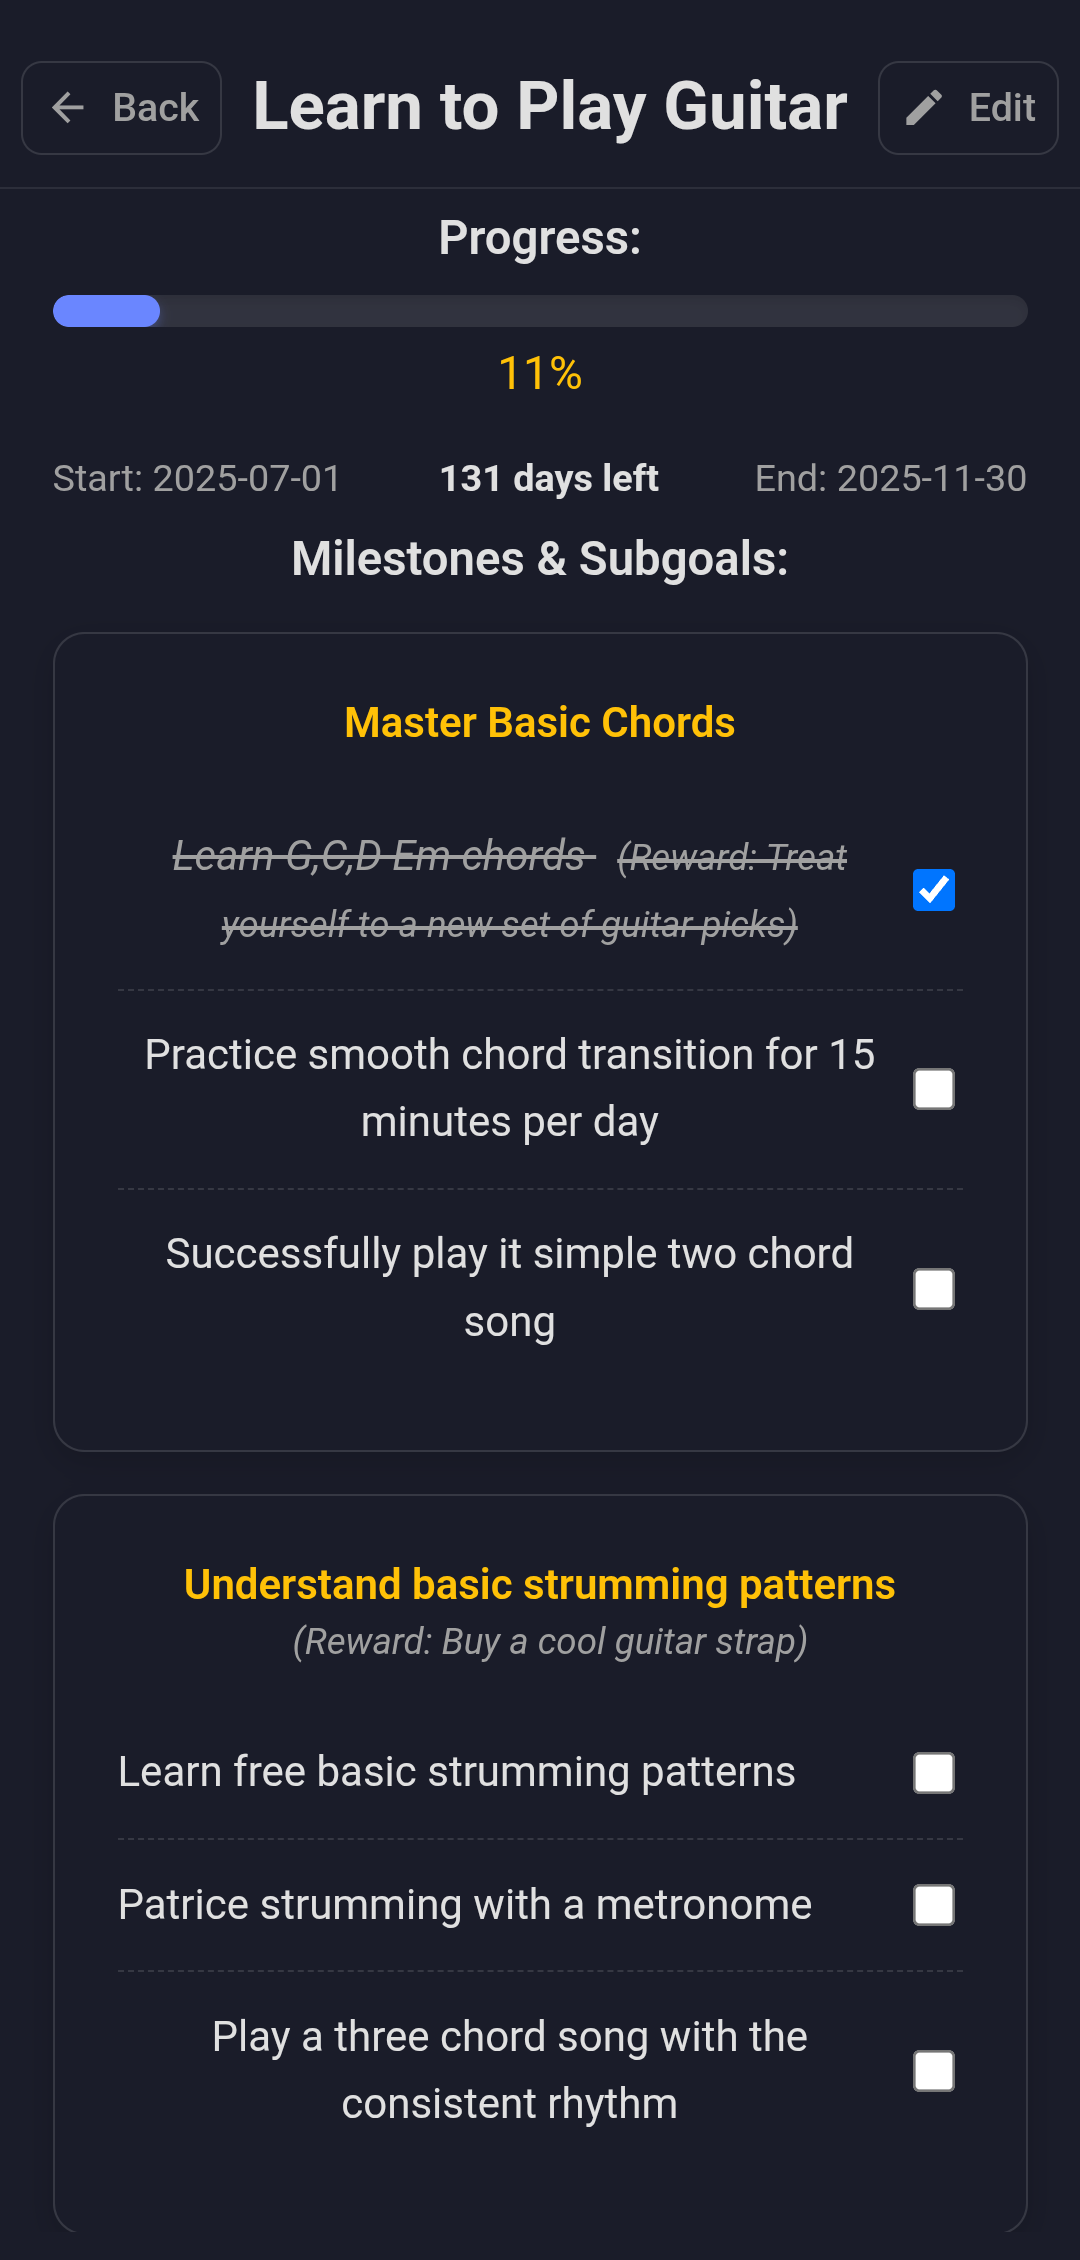 Back
Learn to Play Guitar
Edit
Progress:
11%
Start: 2025-07-01
131 days left
End: 2025-11-30
Milestones & Subgoals:
Master Basic Chords
Learn G,C,D Em chords (Reward: Treat
yourself to a new set of guitar picks)
Practice smooth chord transition for 15
minutes per day
Successfully play it simple two chord
song
Understand basic strumming patterns
(Reward: Buy a cool guitar strap)
Learn free basic strumming patterns
Patrice strumming with a metronome
Play a three chord song with the
consistent rhythm